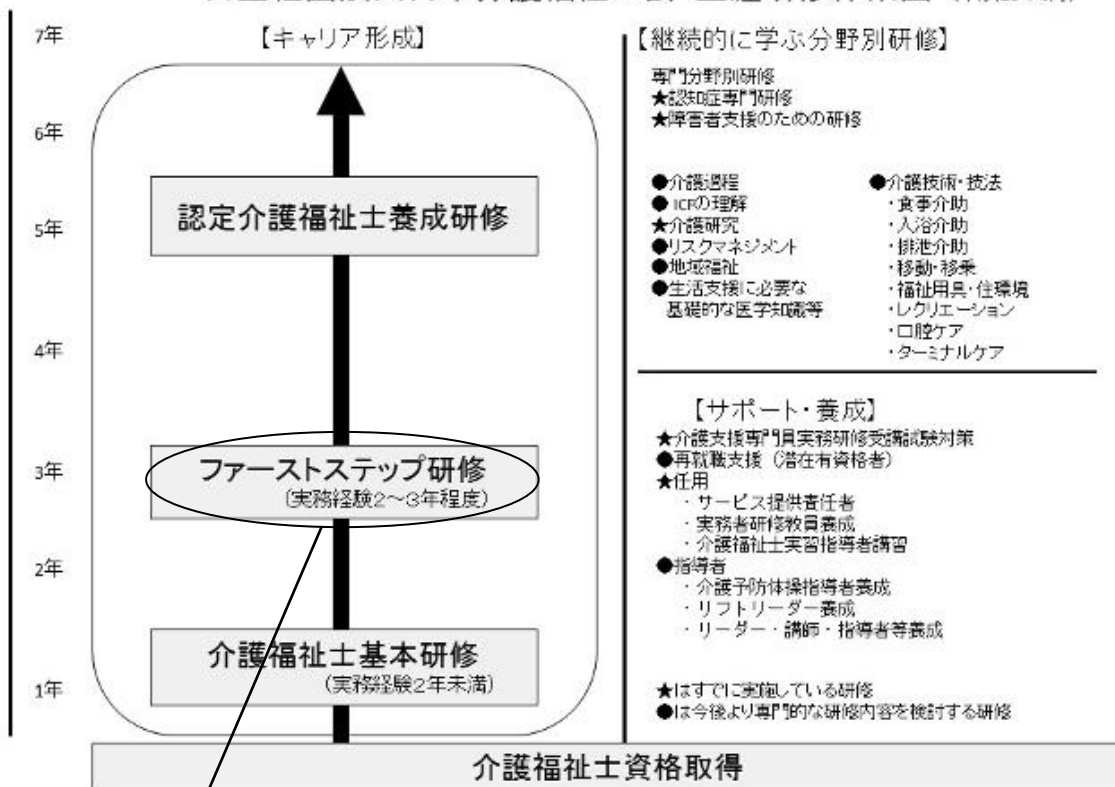 7年
6年
5年
4年
3年
2年
1年
【キャリア形成】
認定介護福祉士養成研修
ファーストステップ研修
(実務経験2～3年程度)
介護福祉士基本研修
(実務経験2年未満)
【継続的に学ぶ分野別研修】
専門分野別研修
★認知症専門研修
★障害者支援のための研修
●介護過程
●ICFの理解
★介護研究
●リスクマネジメント
●地域福祉
●生活支援に必要な
基礎的な医学知識等
●介護技術・技法
・食事介助
・入浴介助
・排泄介助
・移動・移乗
・福祉用具・住環境
・レクリエーション
・口腔ケア
・ターミナルケア
【サポート・養成】
★介護支援専門員実務研修受講試験対策
●再就職支援（潜在有資格者）
★任用
・サービス提供責任者
・実務者研修教員養成
・介護福祉士実習指導者講習
●指導者
・介護予防体操指導者養成
・リフトリーダー養成
・リーダー・講師・指導者等養成
★はすでに実施している研修
●は今後より専門的な研修内容を検討する研修
介護福祉士資格取得